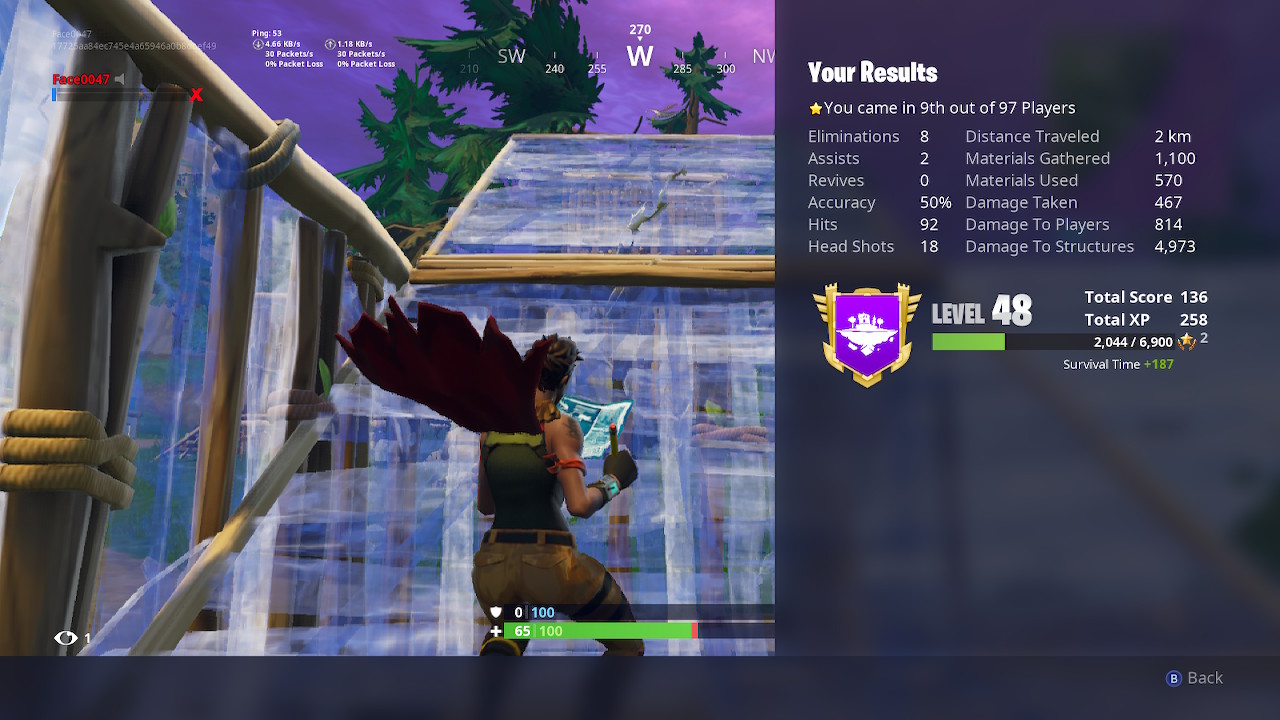 Face0047
Ping: 53
4.66 KB/s 1.18 KB/s
30 Packets/s 30 Packets/s
0% Packet Loss 0% Packet Loss
270
SW W NW
210 240 255 285 300
Face0047
X
Your Results
You came in 9th out of 97 Players
Eliminations 8 Distance Traveled 2 km
Assists 2 Materials Gathered 1,100
Revives 0 Materials Used 570
Accuracy 50% Damage Taken 467
Hits 92 Damage To Players 814
Head Shots 18 Damage To Structures 4,973
LEVEL 48
Total Score 136
Total XP 258
2,044 / 6,900 2
Survival Time +187
0 | 100
65 | 100
1
B Back